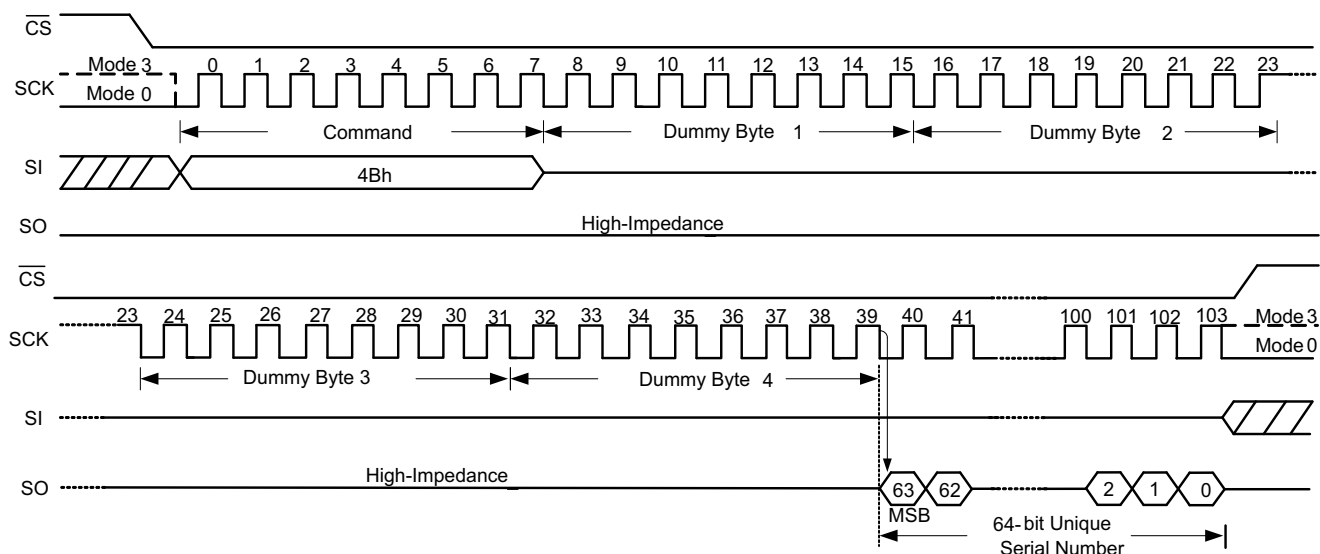 CS
Mode 3 0 1 2 3 4 5 6 7 8 9 10 11 12 13 14 15 16 17 18 19 20 21 22 23
SCK
Mode 0
Command Dummy Byte 1 Dummy Byte 2
SI
4Bh
SO High-Impedance
CS
23 24 25 26 27 28 29 30 31 32 33 34 35 36 37 38 39 40 41 100 101 102 103 Mode 3
SCK
Mode 0
Dummy Byte 3 Dummy Byte 4
SI
High-Impedance
SO 63 62 2 1 0
MSB
64-bit Unique
Serial Number